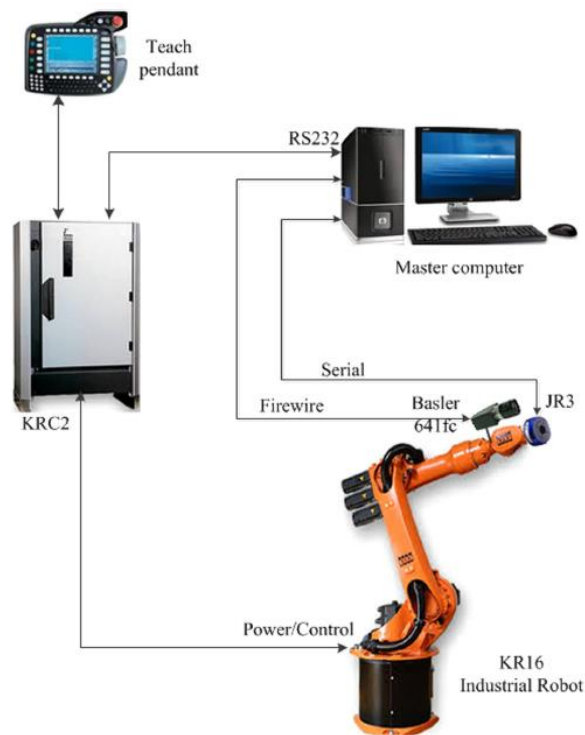 Teach
pendant
RS232
Master computer
Serial
Firewire
Basler
641fc
JR3
KRC2
Power/Control
KR16
Industrial Robot